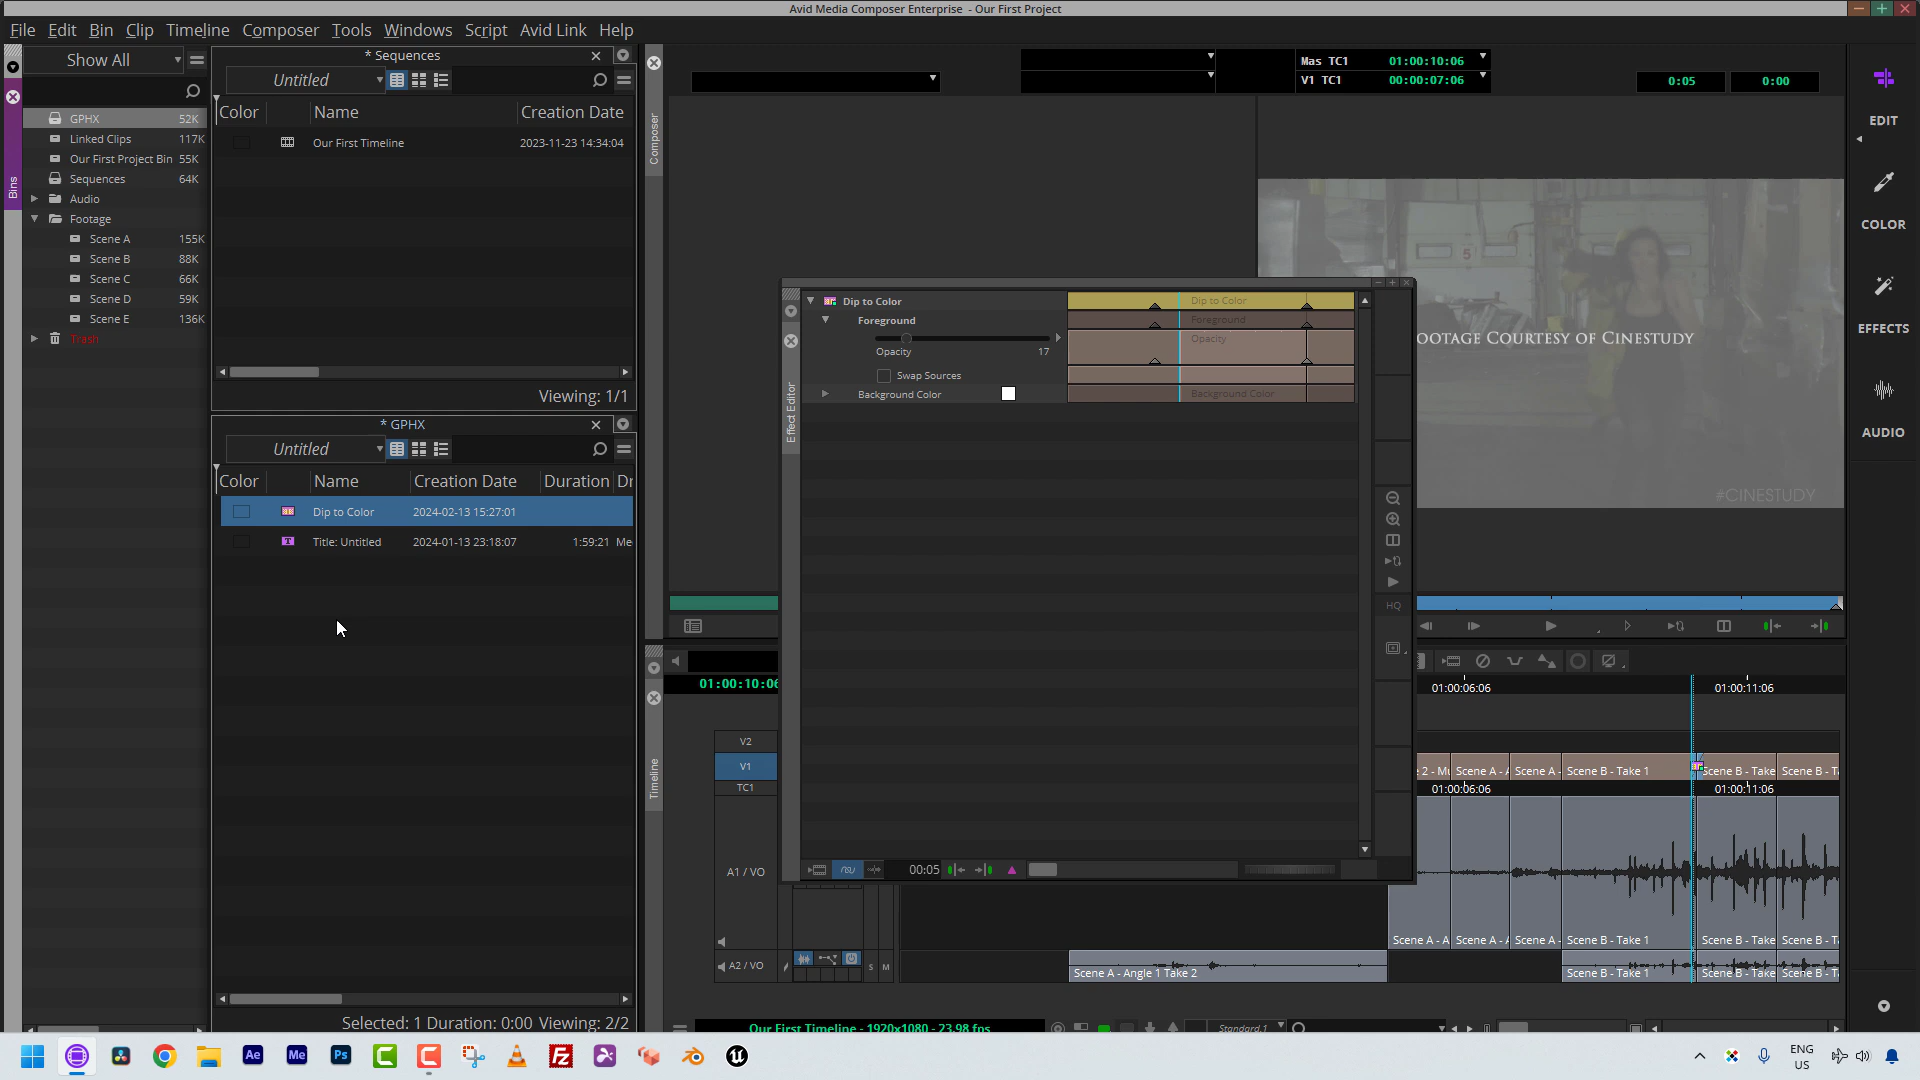 Avid Media Composer Enterprise - Our First Project
File Edit Bin Clip Timeline Composer Tools Windows Script Avid Link Help
Show All
Bins
GPHX 52K
Linked Clips 117K
Our First Project Bin 55K
Sequences 64K
Audio
Footage
Scene A 155K
Scene B 88K
Scene C 66K
Scene D 59K
Scene E 136K
Trash
* Sequences
Untitled
Color Name Creation Date
Our First Timeline 2023-11-23 14:34:04
Viewing: 1/1
* GPHX
Untitled
Color Name Creation Date Duration Dr
Dip to Color 2024-02-13 15:27:01
Title: Untitled 2024-01-13 23:18:07 1:59:21 Me
Selected: 1 Duration: 0:00 Viewing: 2/2
Composer
Mas TC1 01:00:10:06
V1 TC1 00:00:07:06
0:05 0:00
OOTAGE COURTESY OF CINESTUDY
#CINESTUDY
Effect Editor
Dip to Color
Foreground
Opacity 17
Swap Sources
Background Color
Dip to Color
Foreground
Opacity
Background Color
HQ
00:05
EDIT
COLOR
EFFECTS
AUDIO
Timeline
01:00:10:06
01:00:06:06 01:00:11:06
V2
V1
TC1
e 2 - Mu Scene A - A Scene A - Scene B - Take 1 Scene B - Take Scene B - T
01:00:06:06 01:00:11:06
A1 / VO
Scene A - A Scene A - A Scene A - Scene B - Take 1 Scene B - Take Scene B - T
A2 / VO S M
Scene A - Angle 1 Take 2 Scene B - Take 1 Scene B - Take Scene B - T
Our First Timeline - 1920x1080 - 23.98 fps
Standard.1
Ae Me Ps C C Fz
ENG
US